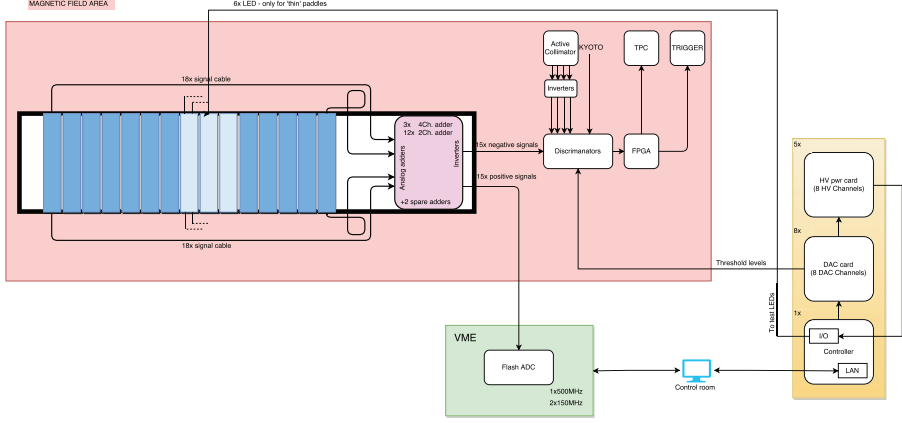 MAGNETIC FIELD AREA
6x LED - only for 'thin' paddles
18x signal cable
3x 4Ch. adder
12x 2Ch. adder
Analog adders
Inverters
+2 spare adders
18x signal cable
15x negative signals
15x positive signals
Active
Collimator
KYOTO
Inverters
Discrimanators
FPGA
TPC
TRIGGER
Threshold levels
To test LEDs
5x
HV pwr card
(8 HV Channels)
8x
DAC card
(8 DAC Channels)
1x
I/O
Controller
LAN
VME
Flash ADC
1x500MHz
2x150MHz
Control room